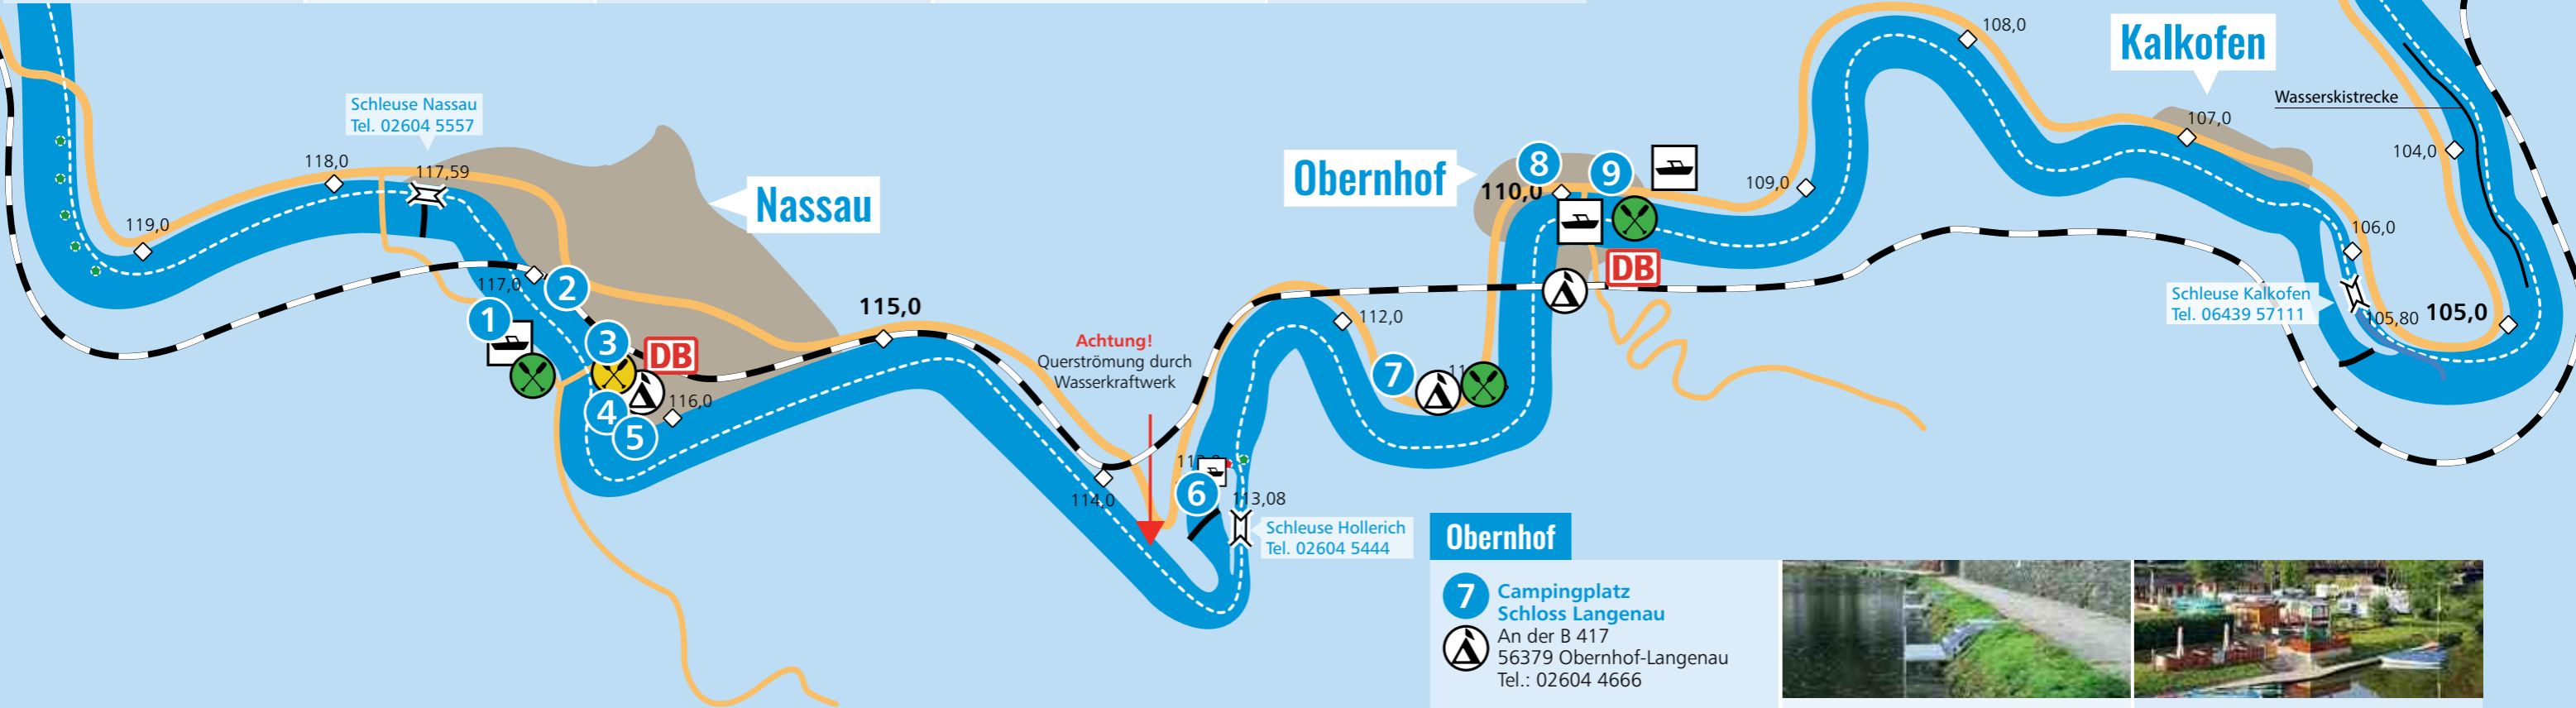 Schleuse Nassau
Tel. 02604 5557
118,0
117,59
119,0
117,0
Nassau
1
2
3
DB
4
5
116,0
115,0
114,0
Achtung!
Querströmung durch
Wasserkraftwerk
6
113,08
Schleuse Hollerich
Tel. 02604 5444
112,0
7
Obernhof
110,0
8
9
DB
109,0
108,0
Kalkofen
107,0
Wasserskistrecke
104,0
106,0
Schleuse Kalkofen
Tel. 06439 57111
105,80
105,0
Obernhof
7
Campingplatz
Schloss Langenau
An der B 417
56379 Obernhof-Langenau
Tel.: 02604 4666